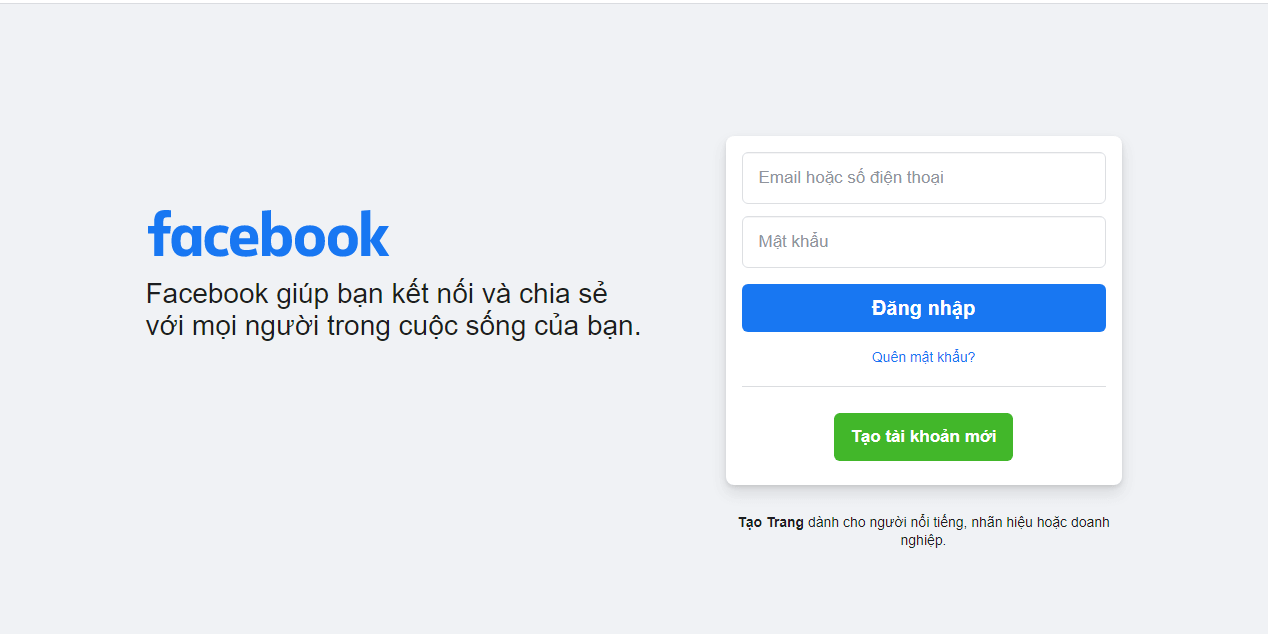 facebook
Facebook giúp bạn kết nối và chia sẻ
với mọi người trong cuộc sống của bạn.
Email hoặc số điện thoại
Mật khẩu
Đăng nhập
Quên mật khẩu?
Tạo tài khoản mới
Tạo Trang dành cho người nổi tiếng, nhãn hiệu hoặc doanh
nghiệp.